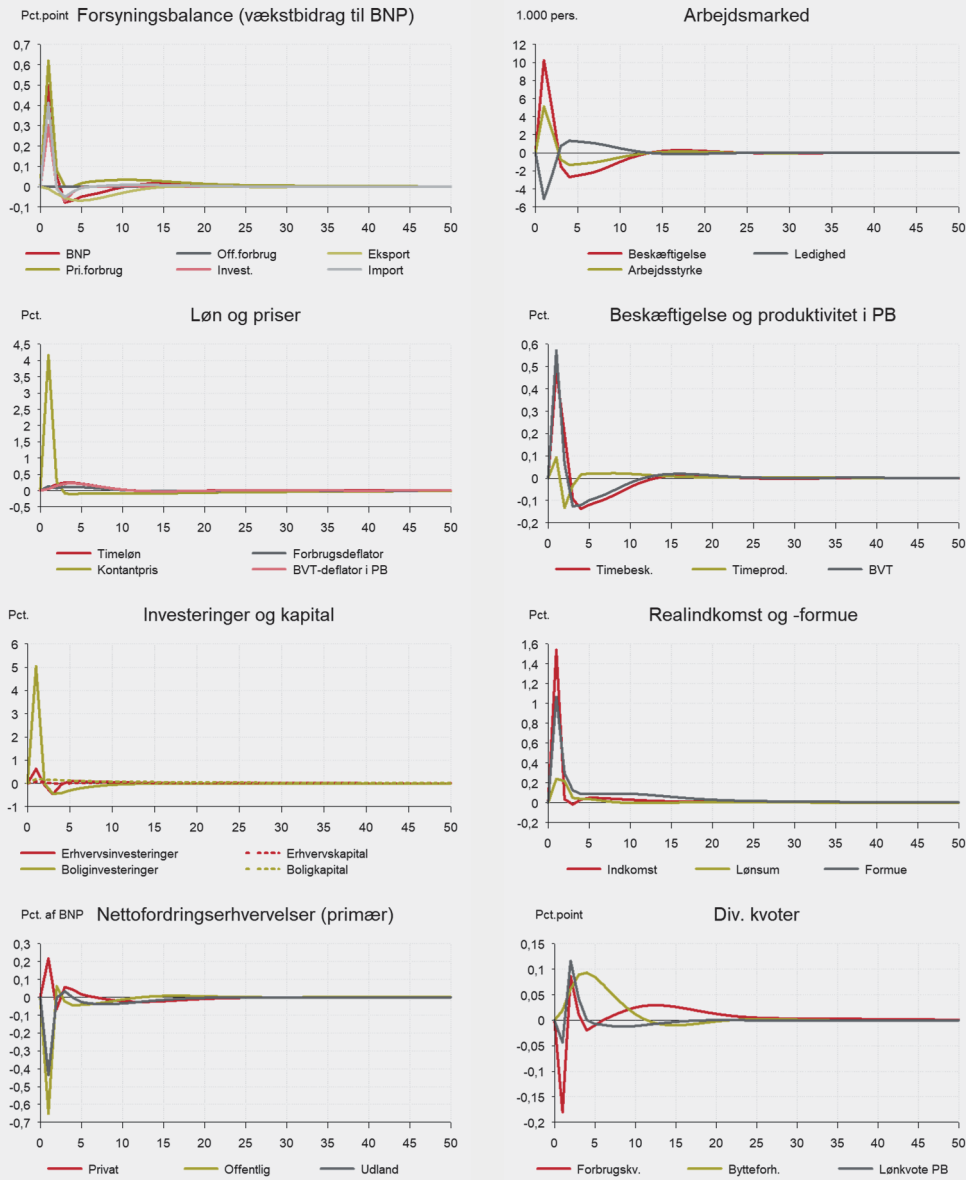 Pct.point
Forsyningsbalance (vækstbidrag til BNP)
0,7
0,6
0,5
0,4
0,3
0,2
0,1
0
-0,1
0 5 10 15 20 25 30 35 40 45 50
BNP Off.forbrug Eksport
Pri.forbrug Invest. Import
1.000 pers.
Arbejdsmarked
12
10
8
6
4
2
0
-2
-4
-6
0 5 10 15 20 25 30 35 40 45 50
Beskæftigelse Ledighed
Arbejdsstyrke
Pct.
Løn og priser
4,5
4
3,5
3
2,5
2
1,5
1
0,5
0
-0,5
0 5 10 15 20 25 30 35 40 45 50
Timeløn Forbrugsdeflator
Kontantpris BVT-deflator i PB
Pct.
Beskæftigelse og produktivitet i PB
0,6
0,5
0,4
0,3
0,2
0,1
0
-0,1
-0,2
0 5 10 15 20 25 30 35 40 45 50
Timebesk. Timeprod. BVT
Pct.
Investeringer og kapital
6
5
4
3
2
1
0
-1
0 5 10 15 20 25 30 35 40 45 50
Erhvervsinvesteringer Erhvervskapital
Boliginvesteringer Boligkapital
Pct.
Realindkomst og -formue
1,6
1,4
1,2
1
0,8
0,6
0,4
0,2
0
-0,2
0 5 10 15 20 25 30 35 40 45 50
Indkomst Lønsum Formue
Pct. af BNP
Nettofordringserhvervelser (primær)
0,3
0,2
0,1
0
-0,1
-0,2
-0,3
-0,4
-0,5
-0,6
-0,7
0 5 10 15 20 25 30 35 40 45 50
Privat Offentlig Udland
Pct.point
Div. kvoter
0,15
0,1
0,05
0
-0,05
-0,1
-0,15
-0,2
0 5 10 15 20 25 30 35 40 45 50
Forbrugskv. Bytteforh. Lønkvote PB